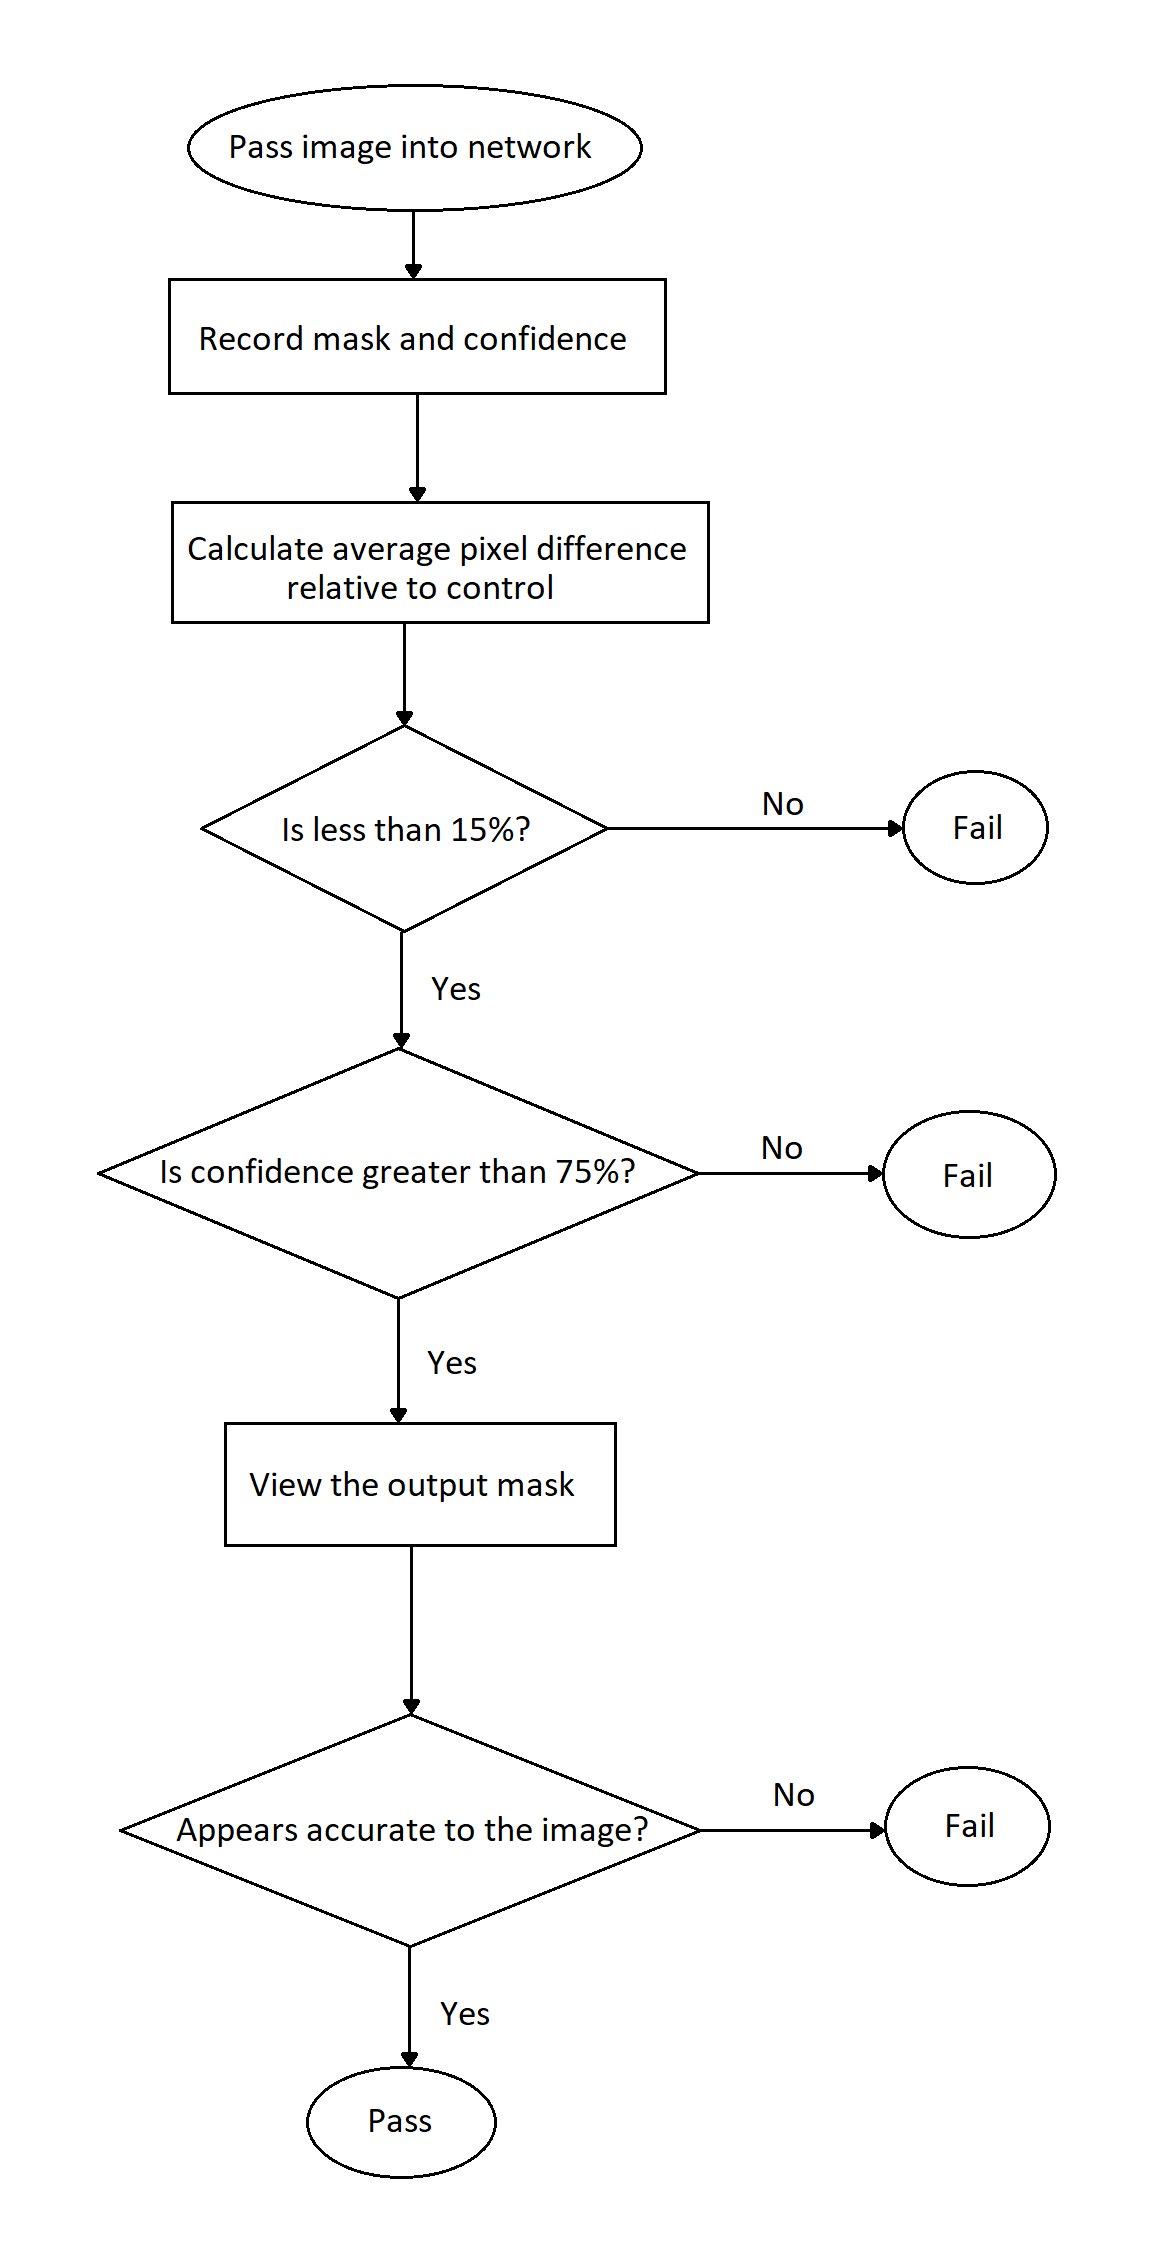 Pass image into network
Record mask and confidence
Calculate average pixel difference
relative to control
Is less than 15%?
No
Fail
Yes
Is confidence greater than 75%?
No
Fail
Yes
View the output mask
Appears accurate to the image?
No
Fail
Yes
Pass